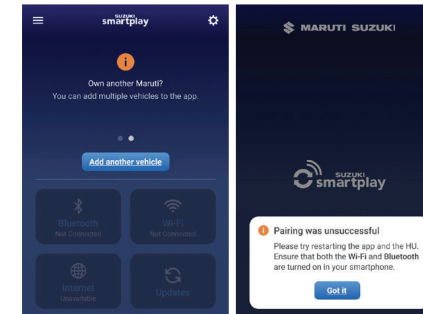 SUZUKI
smartplay
Own another Maruti?
You can add multiple vehicles to the app.
Add another vehicle
Bluetooth
Not Connected
Wi-Fi
Not Connected
Internet
Unavailable
Updates
MARUTI SUZUKI
SUZUKI
smartplay
Pairing was unsuccessful
Please try restarting the app and the HU.
Ensure that both the Wi-Fi and Bluetooth
are turned on in your smartphone.
Got it